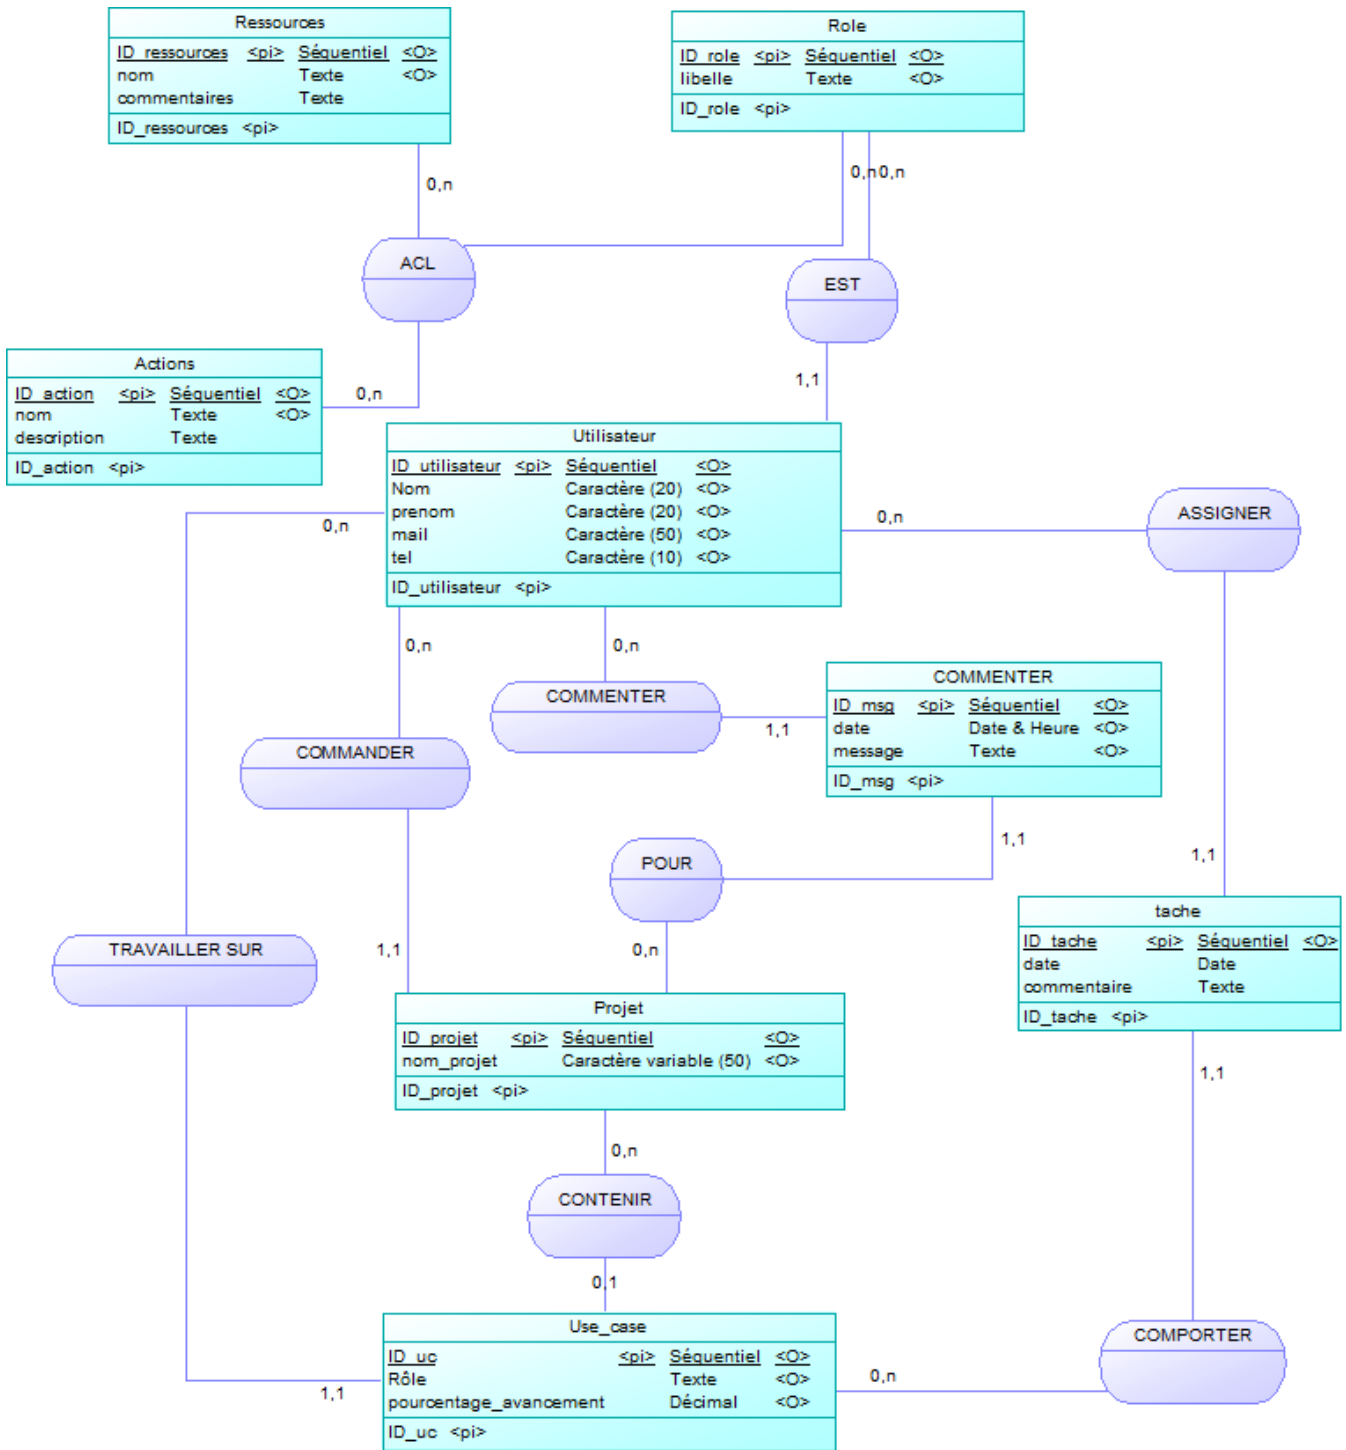 Ressources
ID_ressources <pi> Séquentiel <O>
nom Texte <O>
commentaires Texte
ID_ressources <pi>
Role
ID_role <pi> Séquentiel <O>
libelle Texte <O>
ID_role <pi>
0,n
0,n
0,n
ACL
EST
Actions
ID_action <pi> Séquentiel <O>
nom Texte <O>
description Texte
ID_action <pi>
0,n
1,1
Utilisateur
ID_utilisateur <pi> Séquentiel <O>
Nom Caractère (20) <O>
prenom Caractère (20) <O>
mail Caractère (50) <O>
tel Caractère (10) <O>
ID_utilisateur <pi>
0,n
0,n
ASSIGNER
0,n
0,n
COMMENTER
1,1
COMMENTER
ID_msg <pi> Séquentiel <O>
date Date & Heure <O>
message Texte <O>
ID_msg <pi>
COMMANDER
1,1
POUR
1,1
TRAVAILLER SUR
1,1
0,n
tache
ID_tache <pi> Séquentiel <O>
date Date
commentaire Texte
ID_tache <pi>
Projet
ID_projet <pi> Séquentiel <O>
nom_projet Caractère variable (50) <O>
ID_projet <pi>
1,1
0,n
CONTENIR
0,1
Use_case
ID_uc <pi> Séquentiel <O>
Rôle Texte <O>
pourcentage_avancement Décimal <O>
ID_uc <pi>
1,1
0,n
COMPORTER